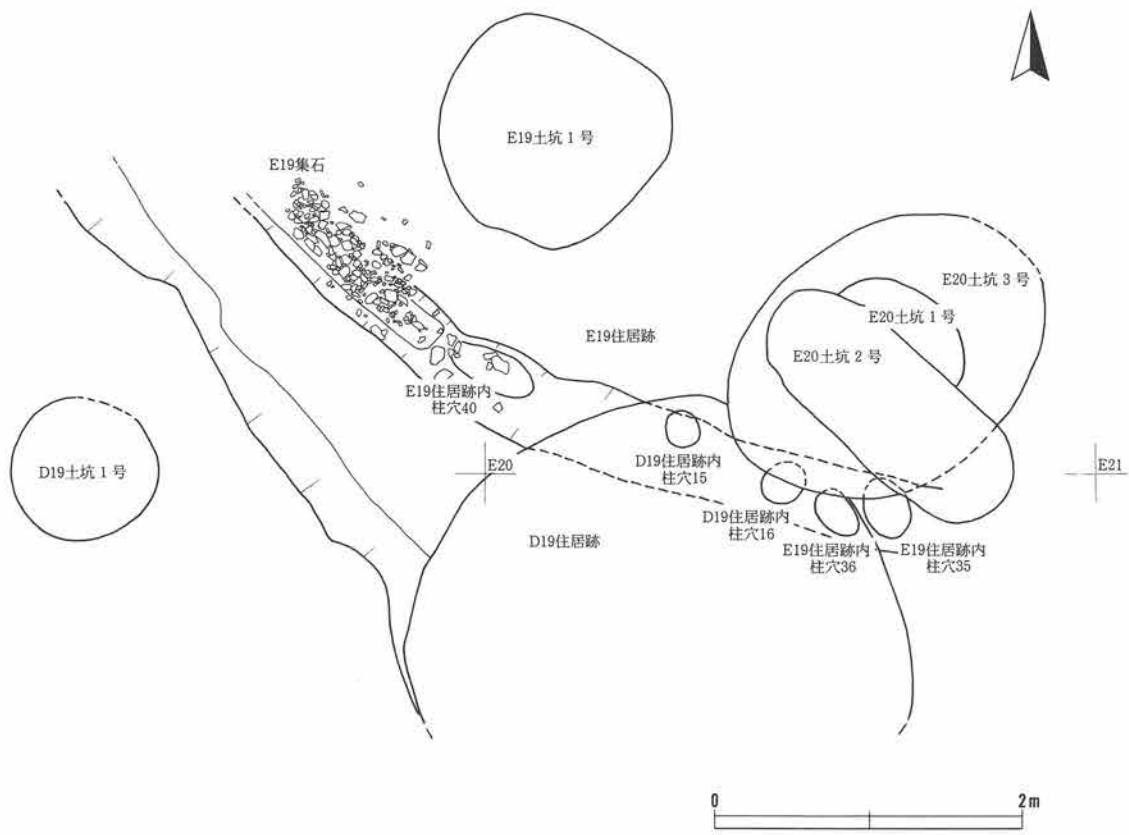 E19土坑 1 号
E19集石
E20土坑 3 号
E20土坑 1 号
E19住居跡
E20土坑 2 号
E19住居跡内
柱穴40
D19土坑 1 号
E20
D19住居跡内
柱穴15
E21
D19住居跡
D19住居跡内
柱穴16
E19住居跡内
柱穴36
E19住居跡内
柱穴35
0
2m